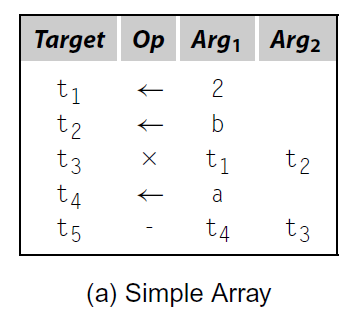 Target Op Arg₁ Arg₂
t₁ ← 2
t₂ ← b
t₃ × t₁ t₂
t₄ ← a
t₅ - t₄ t₃
(a) Simple Array